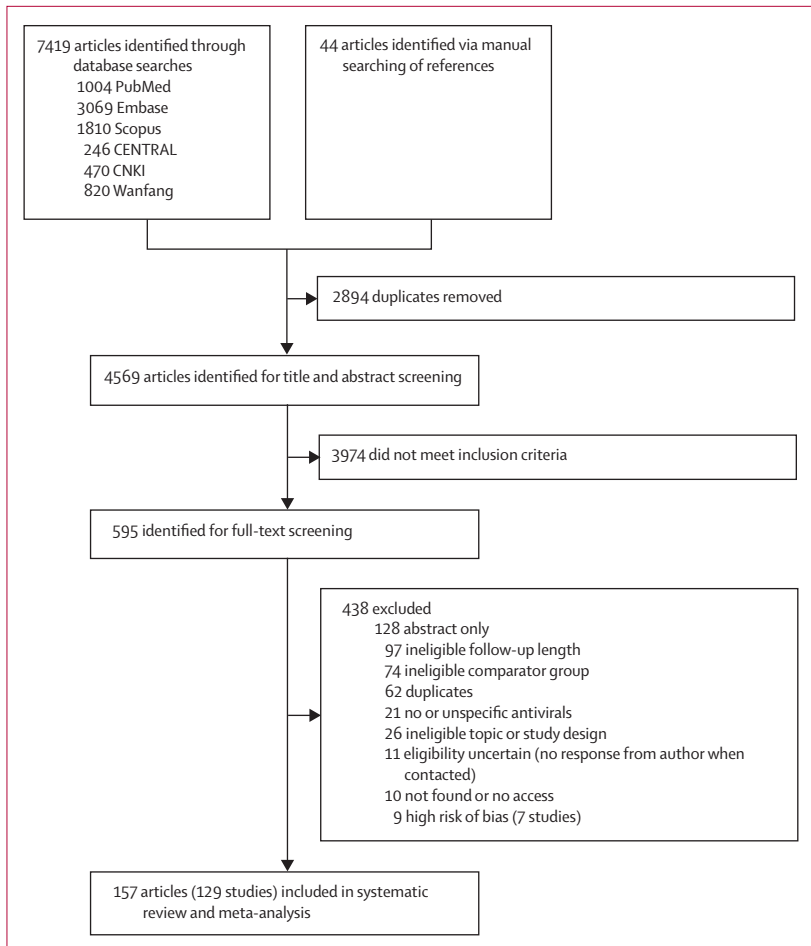 7419 articles identified through
database searches
1004 PubMed
3069 Embase
1810 Scopus
246 CENTRAL
470 CNKI
820 Wanfang
44 articles identified via manual
searching of references
2894 duplicates removed
4569 articles identified for title and abstract screening
3974 did not meet inclusion criteria
595 identified for full-text screening
438 excluded
128 abstract only
97 ineligible follow-up length
74 ineligible comparator group
62 duplicates
21 no or unspecific antivirals
26 ineligible topic or study design
11 eligibility uncertain (no response from author when
contacted)
10 not found or no access
9 high risk of bias (7 studies)
157 articles (129 studies) included in systematic
review and meta-analysis